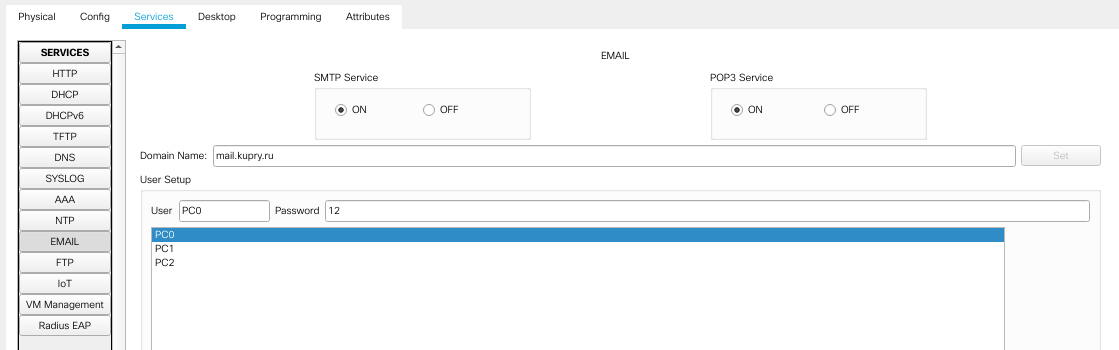 Physical Config Services Desktop Programming Attributes
SERVICES
HTTP
DHCP
DHCPv6
TFTP
DNS
SYSLOG
AAA
NTP
EMAIL
FTP
IoT
VM Management
Radius EAP
EMAIL
SMTP Service POP3 Service
ON OFF ON OFF
Domain Name: mail.kupry.ru Set
User Setup
User PC0 Password 12
PC0
PC1
PC2